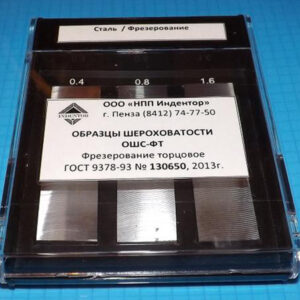 Сталь / Фрезерование
0.4 0.8 1.6
INDENTOR
ООО «НПП Индентор»
г. Пенза (8412) 74-77-50
ОБРАЗЦЫ ШЕРОХОВАТОСТИ
ОШС-ФТ
Фрезерование торцовое
ГОСТ 9378-93 № 130650, 2013г.